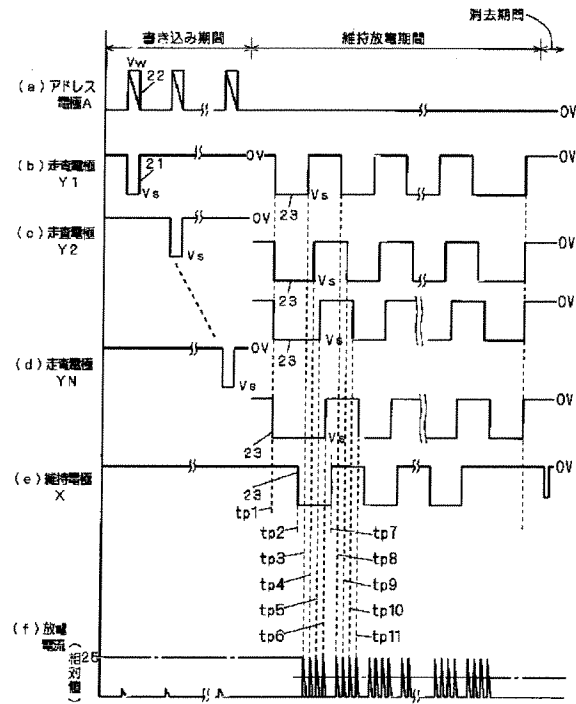 消去期間
書き込み期間
維持放電期間
Vw
22
(a) アドレス
電極A
0V
(b) 走査電極
Y1
21
Vs
0V
23
Vs
0V
(c) 走査電極
Y2
0V
Vs
23
Vs
0V
23
Vs
0V
(d) 走査電極
YN
0V
Vs
23
Vs
0V
(e) 維持電極
X
23
0V
tp1
tp2
tp7
tp3
tp8
tp4
tp9
tp5
tp10
tp6
tp11
(f) 放電
電流
(相対値)
25